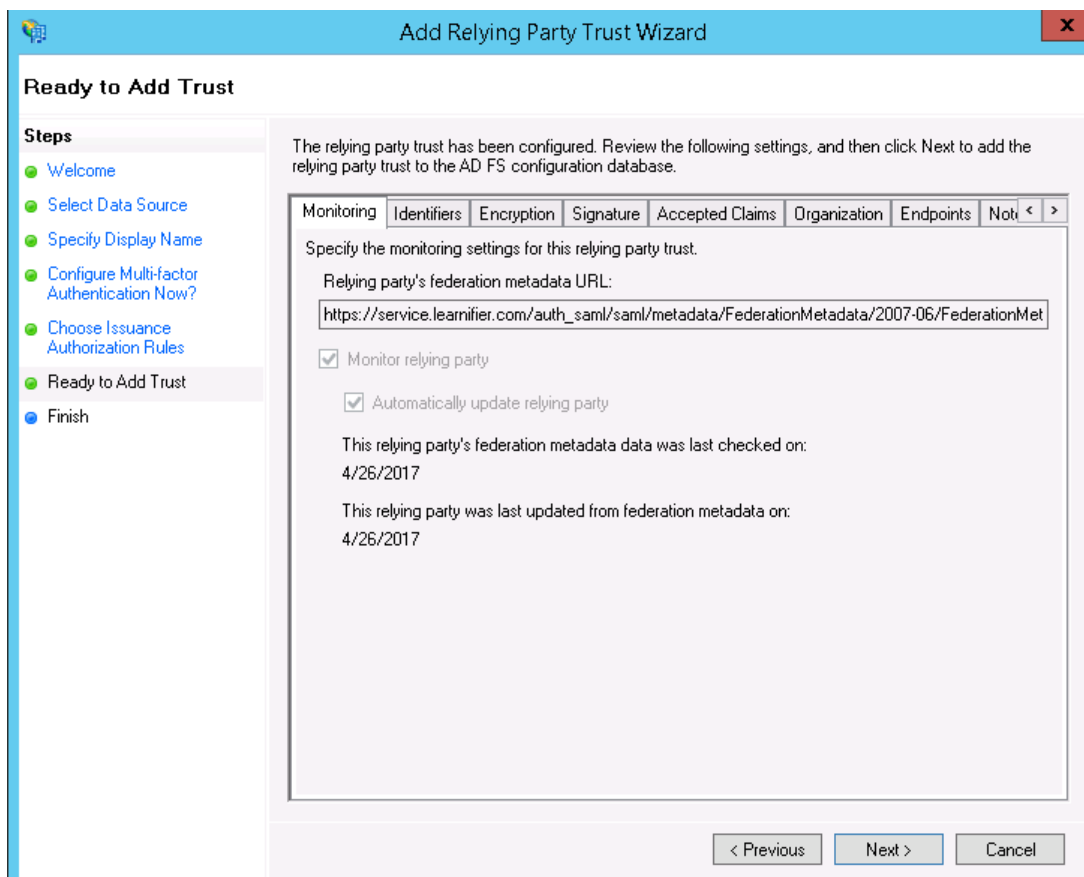 Add Relying Party Trust Wizard
x
Ready to Add Trust
Steps
Welcome
Select Data Source
Specify Display Name
Configure Multi-factor
Authentication Now?
Choose Issuance
Authorization Rules
Ready to Add Trust
Finish
The relying party trust has been configured. Review the following settings, and then click Next to add the
relying party trust to the AD FS configuration database.
Monitoring Identifiers Encryption Signature Accepted Claims Organization Endpoints Not < >
Specify the monitoring settings for this relying party trust.
Relying party's federation metadata URL:
https://service.learnifier.com/auth_saml/saml/metadata/FederationMetadata/2007-06/FederationMet
Monitor relying party
Automatically update relying party
This relying party's federation metadata data was last checked on:
4/26/2017
This relying party was last updated from federation metadata on:
4/26/2017
< Previous Next > Cancel